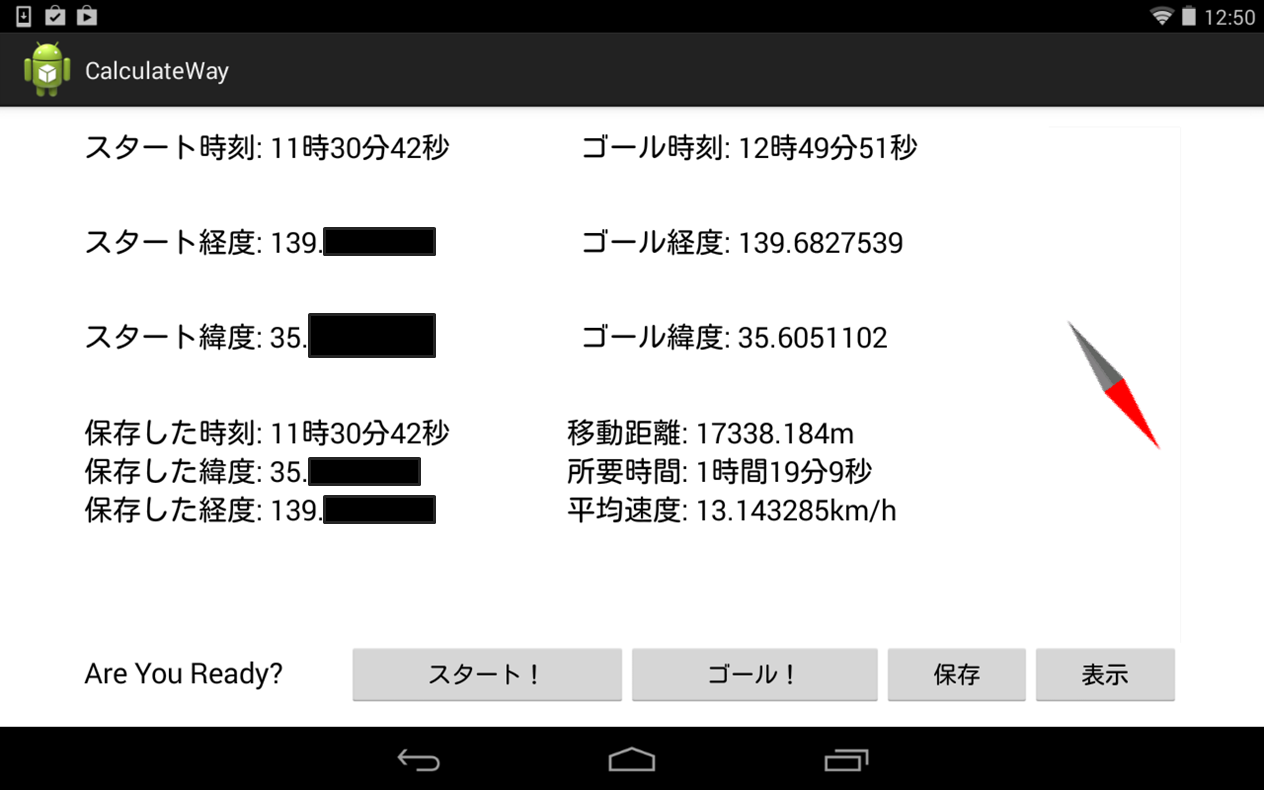 12:50
CalculateWay
スタート時刻: 11時30分42秒
ゴール時刻: 12時49分51秒
スタート経度: 139.
ゴール経度: 139.6827539
スタート緯度: 35.
ゴール緯度: 35.6051102
保存した時刻: 11時30分42秒
保存した緯度: 35.
保存した経度: 139.
移動距離: 17338.184m
所要時間: 1時間19分9秒
平均速度: 13.143285km/h
Are You Ready?
スタート！
ゴール！
保存
表示